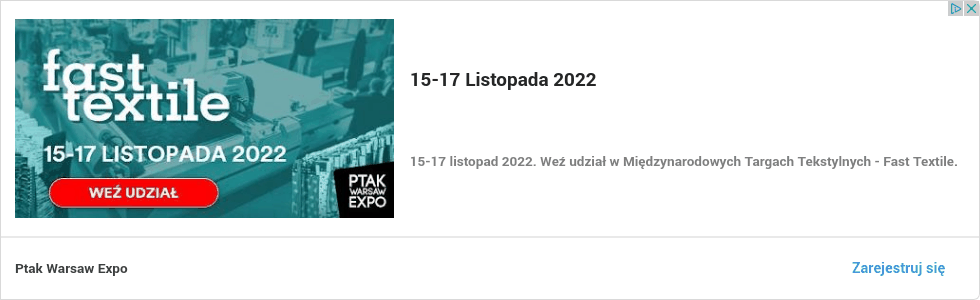 fast
textile
15-17 LISTOPADA 2022
WEŹ UDZIAŁ
PTAK
WARSAW
EXPO
15-17 Listopada 2022
15-17 listopad 2022. Weź udział w Międzynarodowych Targach Tekstylnych - Fast Textile.
Ptak Warsaw Expo
Zarejestruj się